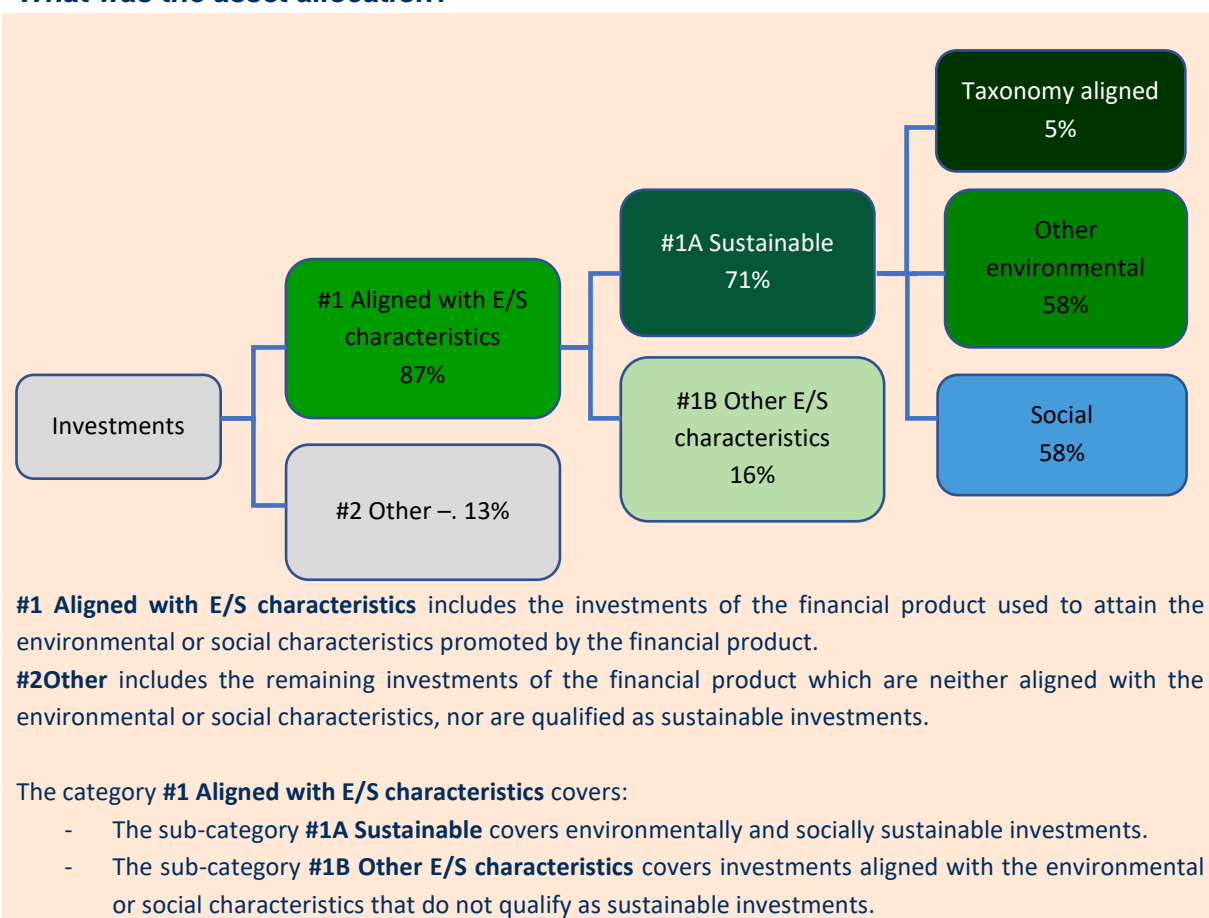 Taxonomy aligned
5%
#1A Sustainable
71%
Other
environmental
58%
#1 Aligned with E/S
characteristics
87%
#1B Other E/S
characteristics
16%
Investments
Social
58%
#2 Other –. 13%
#1 Aligned with E/S characteristics includes the investments of the financial product used to attain the
environmental or social characteristics promoted by the financial product.
#2Other includes the remaining investments of the financial product which are neither aligned with the
environmental or social characteristics, nor are qualified as sustainable investments.
The category #1 Aligned with E/S characteristics covers:
- The sub-category #1A Sustainable covers environmentally and socially sustainable investments.
- The sub-category #1B Other E/S characteristics covers investments aligned with the environmental
or social characteristics that do not qualify as sustainable investments.